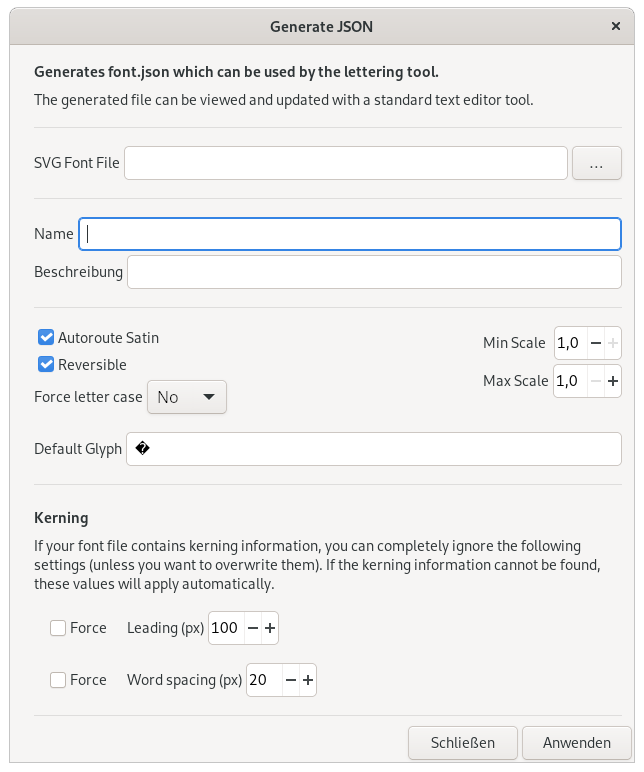 Generate JSON ×
Generates font.json which can be used by the lettering tool.
The generated file can be viewed and updated with a standard text editor tool.
SVG Font File ...
Name
Beschreibung
Autoroute Satin
Min Scale 1,0 − +
Reversible
Max Scale 1,0 − +
Force letter case No
Default Glyph �
Kerning
If your font file contains kerning information, you can completely ignore the following
settings (unless you want to overwrite them). If the kerning information cannot be found,
these values will apply automatically.
Force Leading (px) 100 − +
Force Word spacing (px) 20 − +
Schließen Anwenden